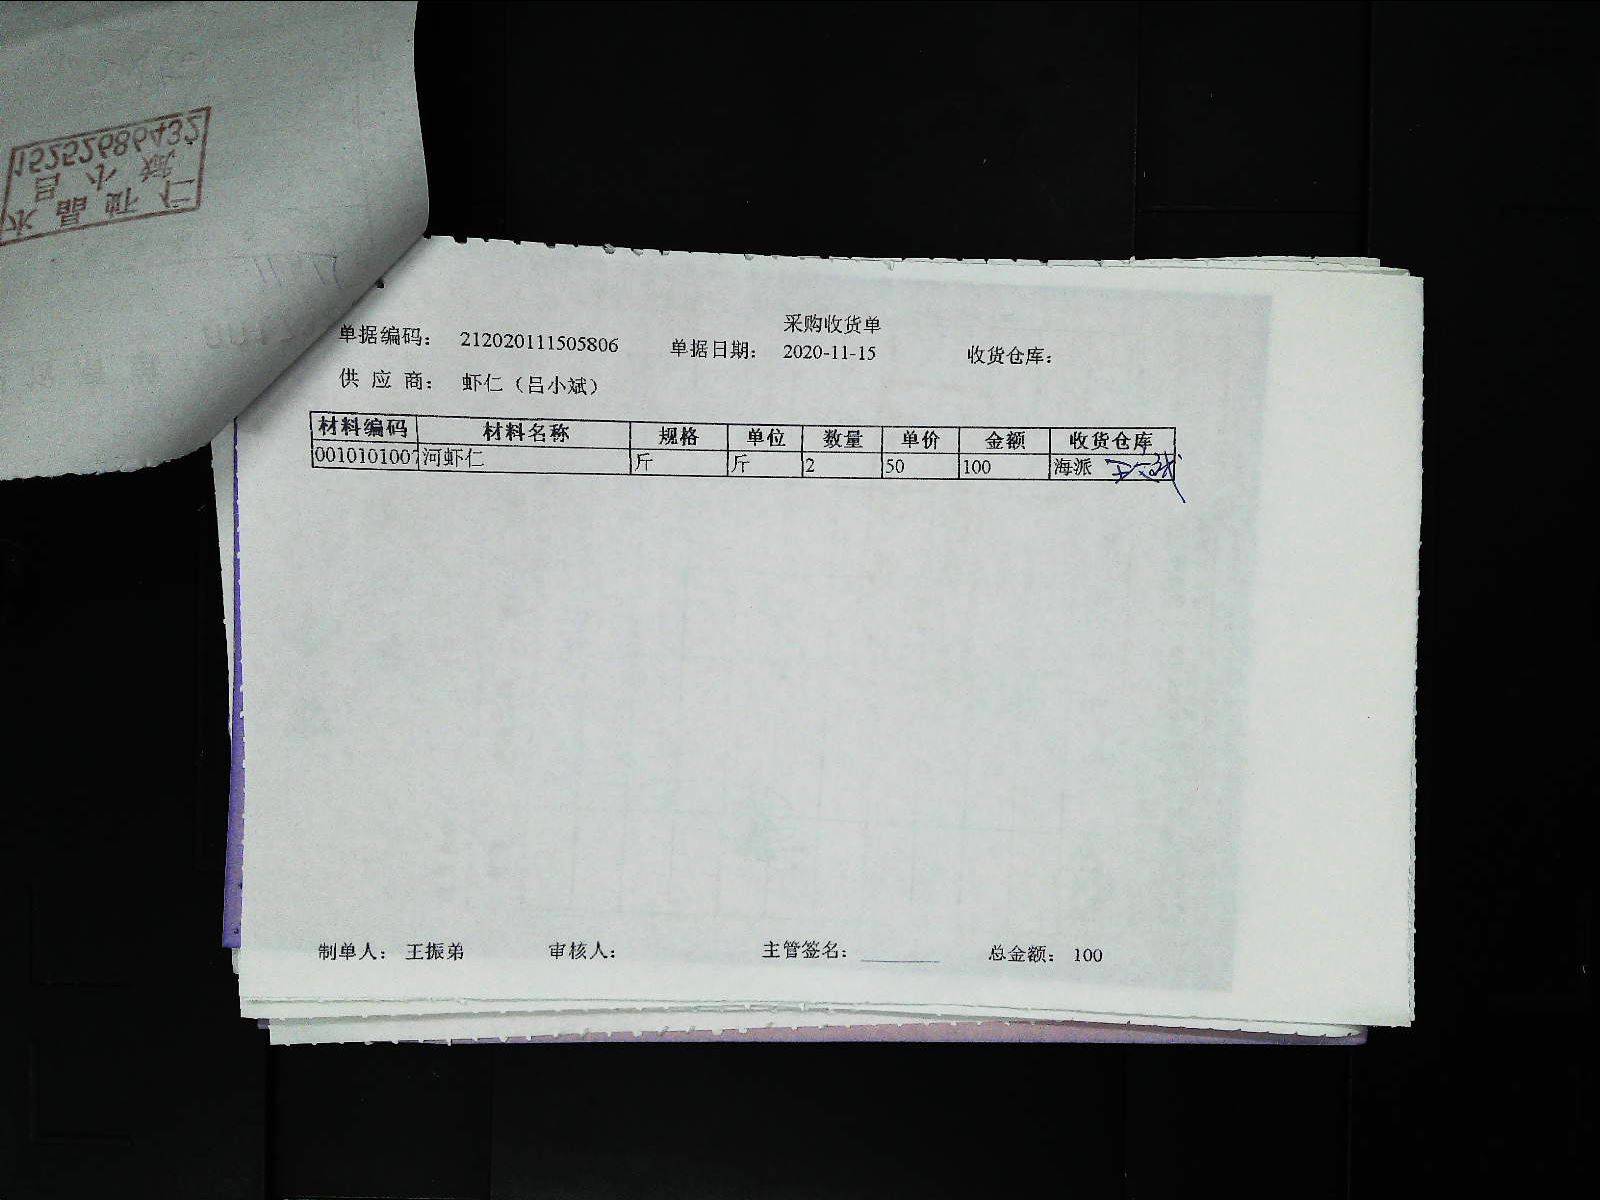 采购收货单
单据编码： 212020111505806 单据日期： 2020-11-15 收货仓库：
供 应 商： 虾仁（吕小斌）
材料编码 材料名称 规格 单位 数量 单价 金额 收货仓库
0010101007 河虾仁 斤 斤 2 50 100 海派
制单人： 王振弟 审核人： 主管签名： 总金额： 100
15252686432